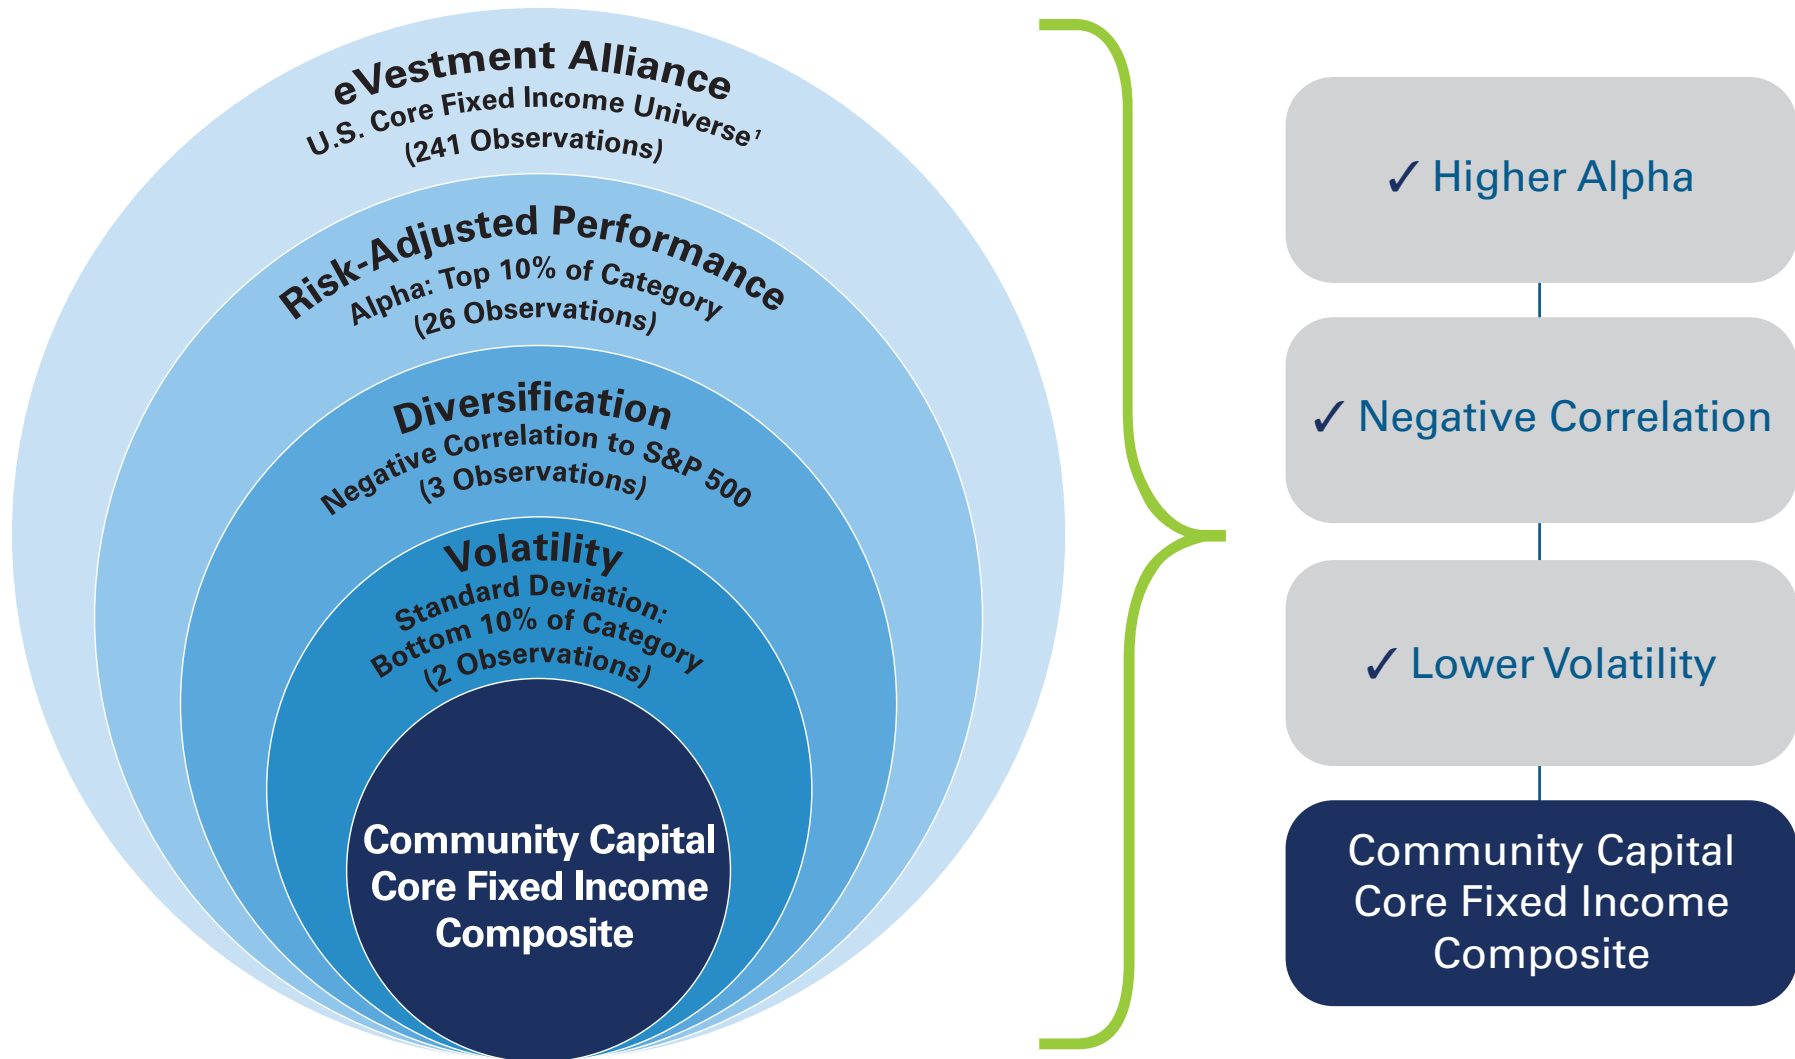 eVestment Alliance
U.S. Core Fixed Income Universe¹
(241 Observations)
Risk-Adjusted Performance
Alpha: Top 10% of Category
(26 Observations)
Diversification
Negative Correlation to S&P 500
(3 Observations)
Volatility
Standard Deviation:
Bottom 10% of Category
(2 Observations)
Community Capital
Core Fixed Income
Composite
✓ Higher Alpha
✓ Negative Correlation
✓ Lower Volatility
Community Capital
Core Fixed Income
Composite